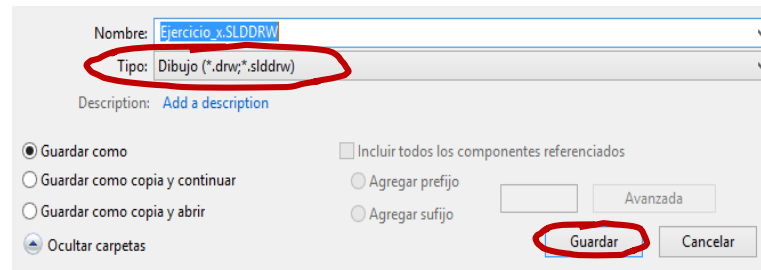 Nombre: Ejercicio_x.SLDDRW
Tipo: Dibujo (*.drw;*.slddrw)
Description: Add a description
Guardar como
Incluir todos los componentes referenciados
Guardar como copia y continuar
Agregar prefijo
Avanzada
Guardar como copia y abrir
Agregar sufijo
Ocultar carpetas
Guardar
Cancelar